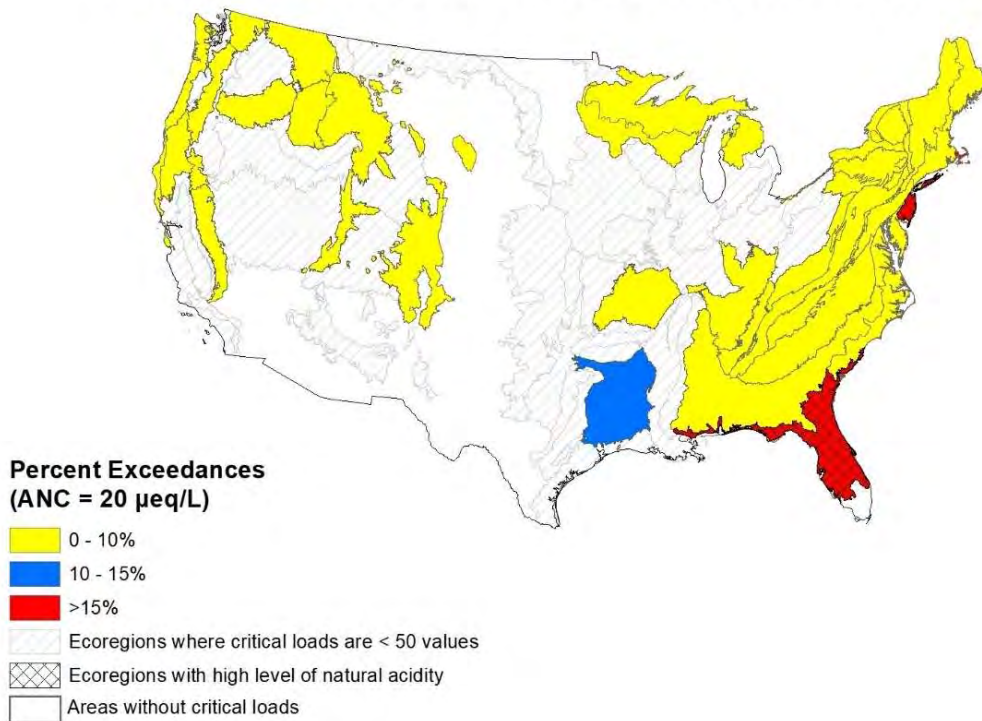 Percent Exceedances
(ANC = 20 µeq/L)
0 - 10%
10 - 15%
>15%
Ecoregions where critical loads are < 50 values
Ecoregions with high level of natural acidity
Areas without critical loads